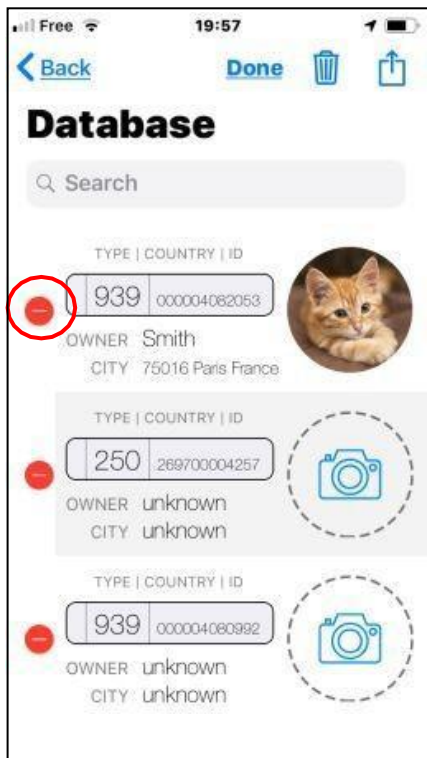 Free 19:57
Back Done
Database
Search
TYPE | COUNTRY | ID
939 000004082053
OWNER Smith
CITY 75016 Paris France
TYPE | COUNTRY | ID
250 269700004257
OWNER unknown
CITY unknown
TYPE | COUNTRY | ID
939 000004080992
OWNER unknown
CITY unknown